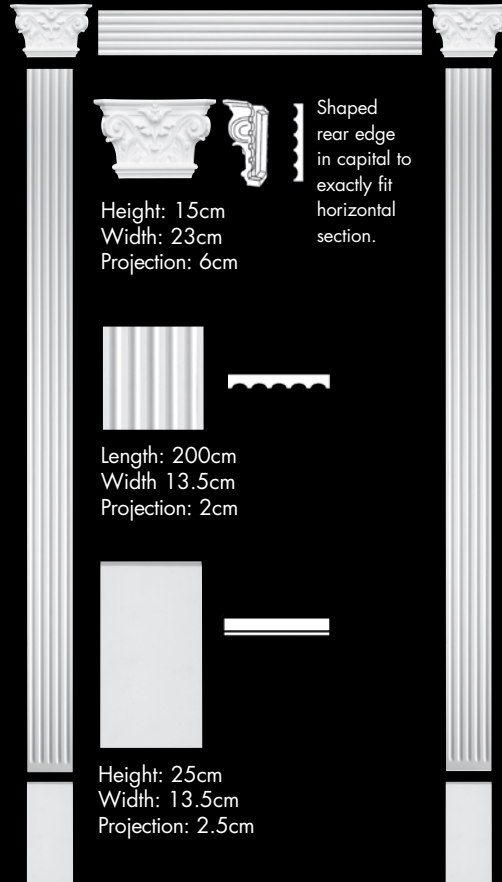 Shaped
rear edge
in capital to
exactly fit
horizontal
section.
Height: 15cm
Width: 23cm
Projection: 6cm
Length: 200cm
Width 13.5cm
Projection: 2cm
Height: 25cm
Width: 13.5cm
Projection: 2.5cm